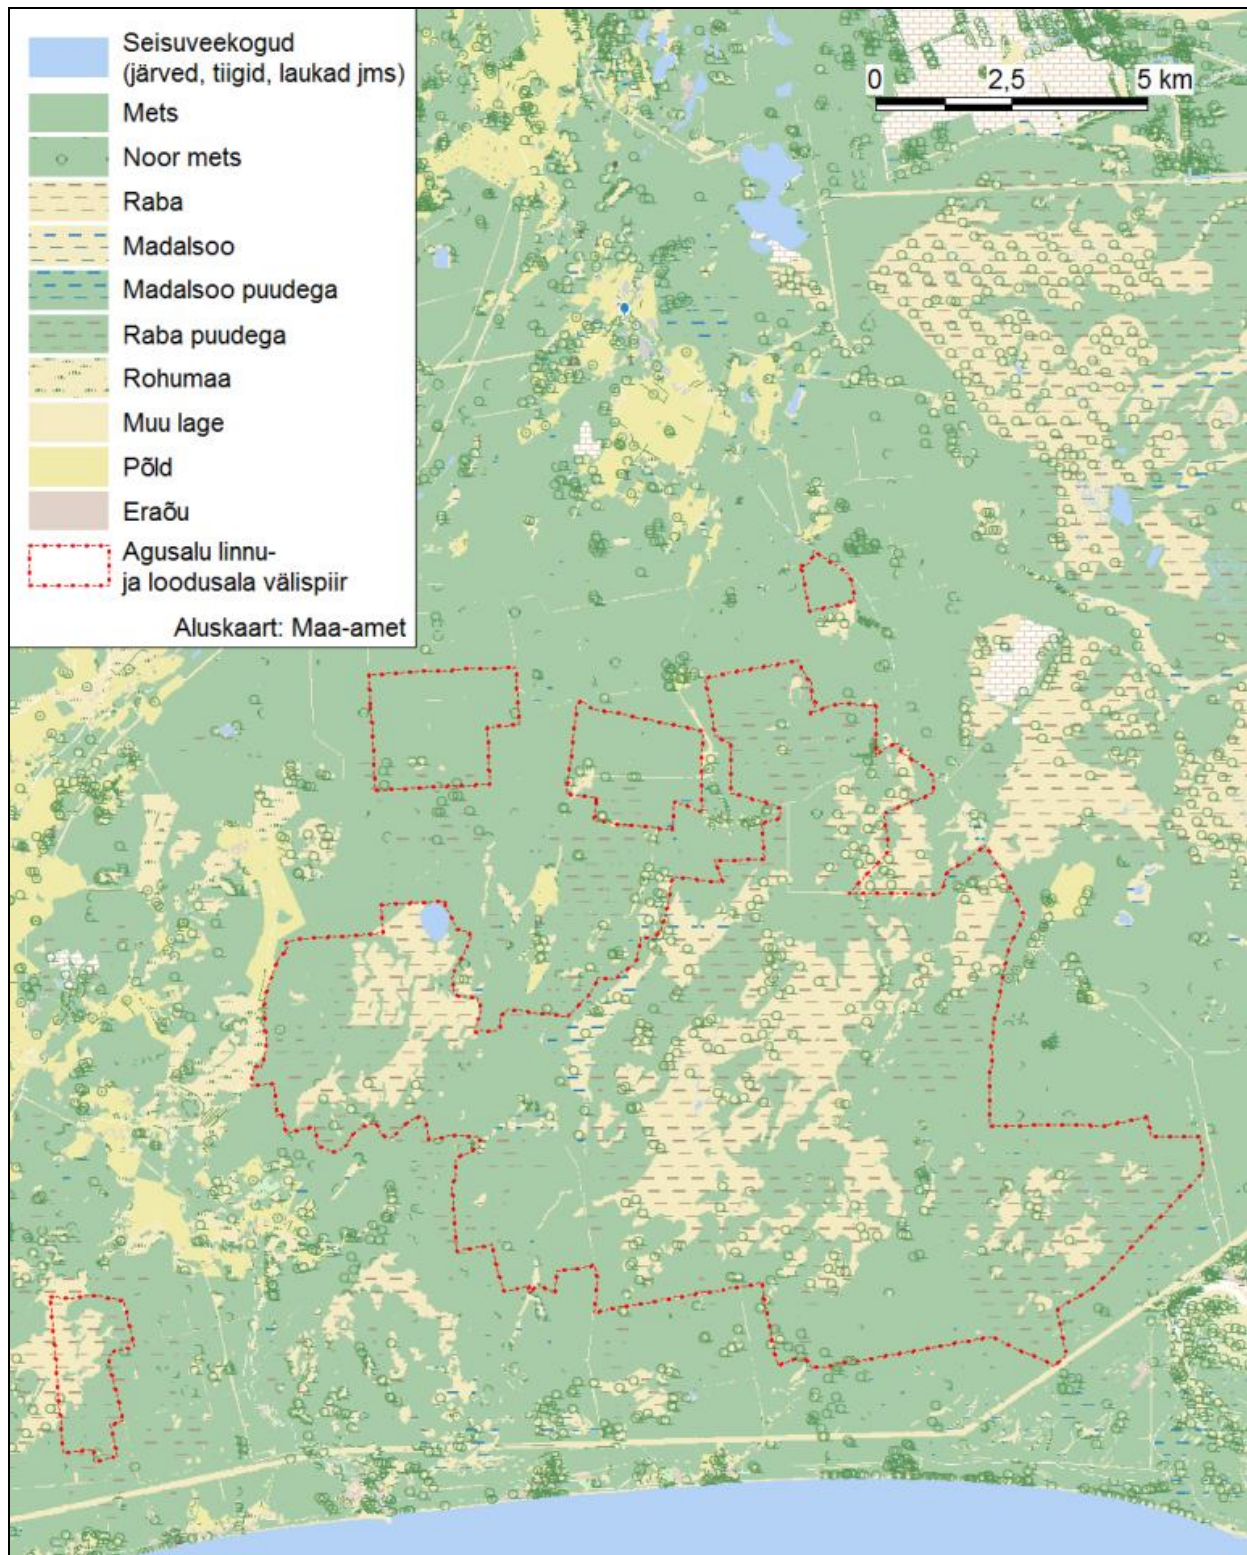 Seisuveekogud
(järved, tiigid, laukad jms)
Mets
Noor mets
Raba
Madalsoo
Madalsoo puudega
Raba puudega
Rohumaa
Muu lage
Põld
Eraõu
Agusalu linnu-
ja loodusala välispiir
Aluskaart: Maa-amet
0 2,5 5 km